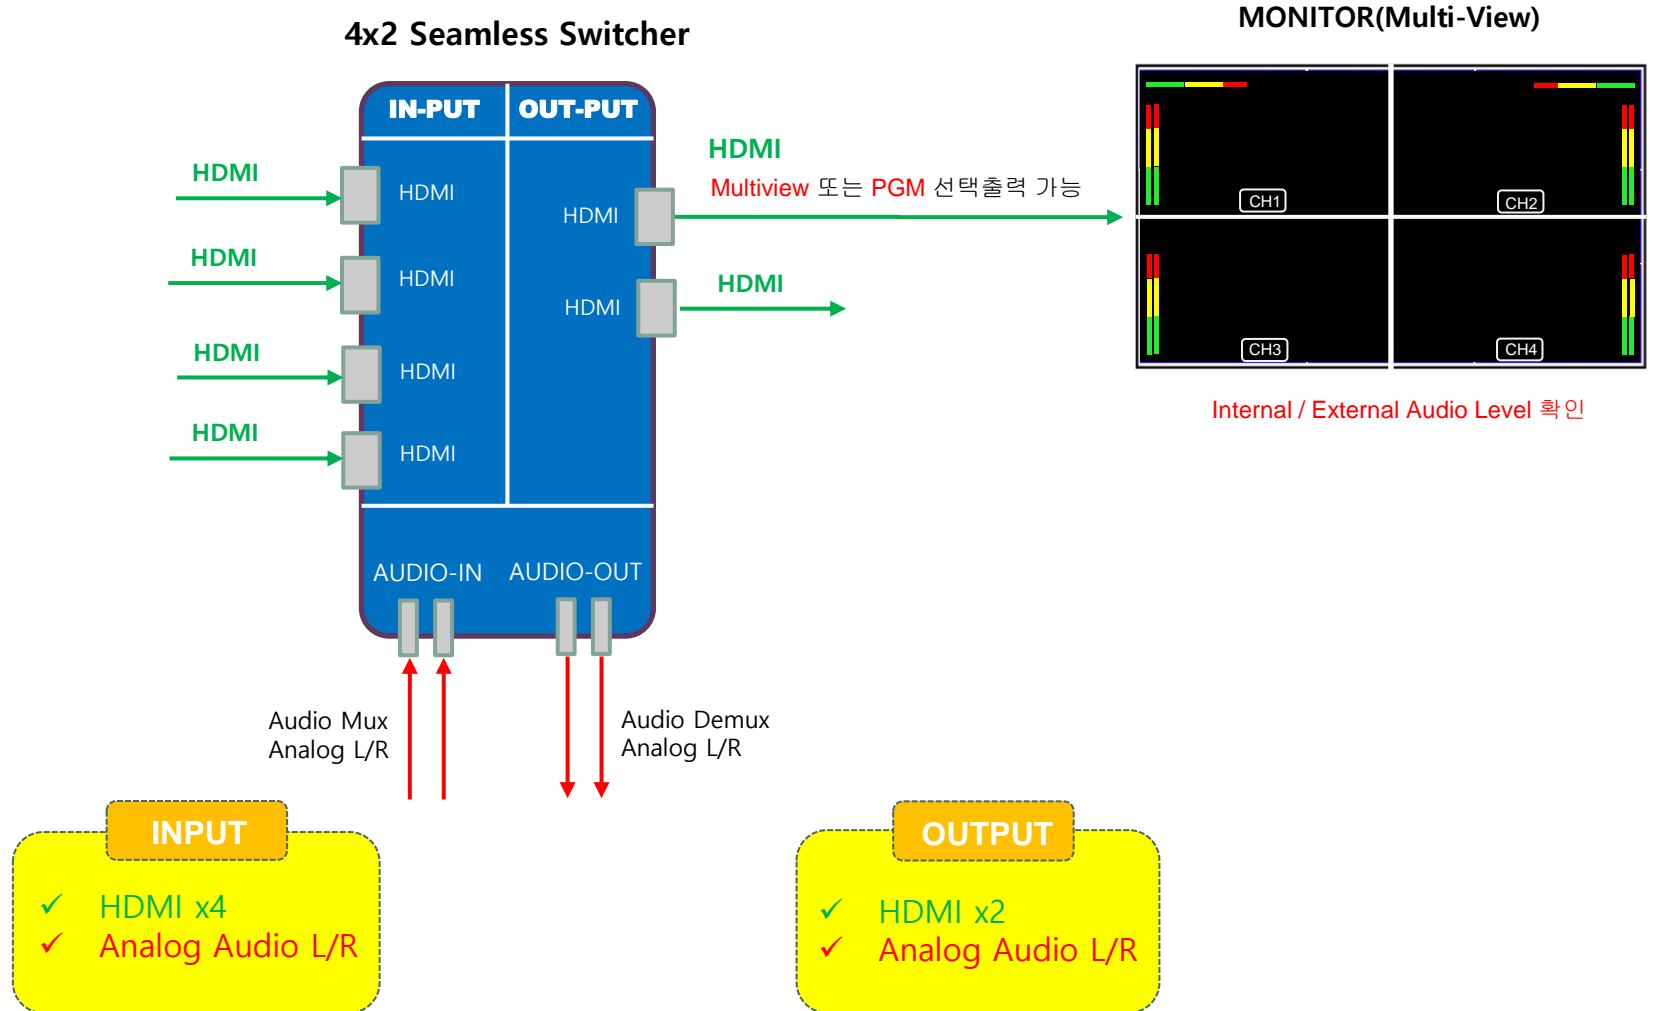 4x2 Seamless Switcher
MONITOR(Multi-View)
IN-PUT
OUT-PUT
HDMI
HDMI
HDMI
HDMI
HDMI
HDMI
HDMI
HDMI
HDMI
HDMI
HDMI
Multiview 또는 PGM 선택출력 가능
HDMI
CH1
CH2
CH3
CH4
Internal / External Audio Level 확인
AUDIO-IN
AUDIO-OUT
Audio Mux
Analog L/R
Audio Demux
Analog L/R
INPUT
✓ HDMI x4
✓ Analog Audio L/R
OUTPUT
✓ HDMI x2
✓ Analog Audio L/R